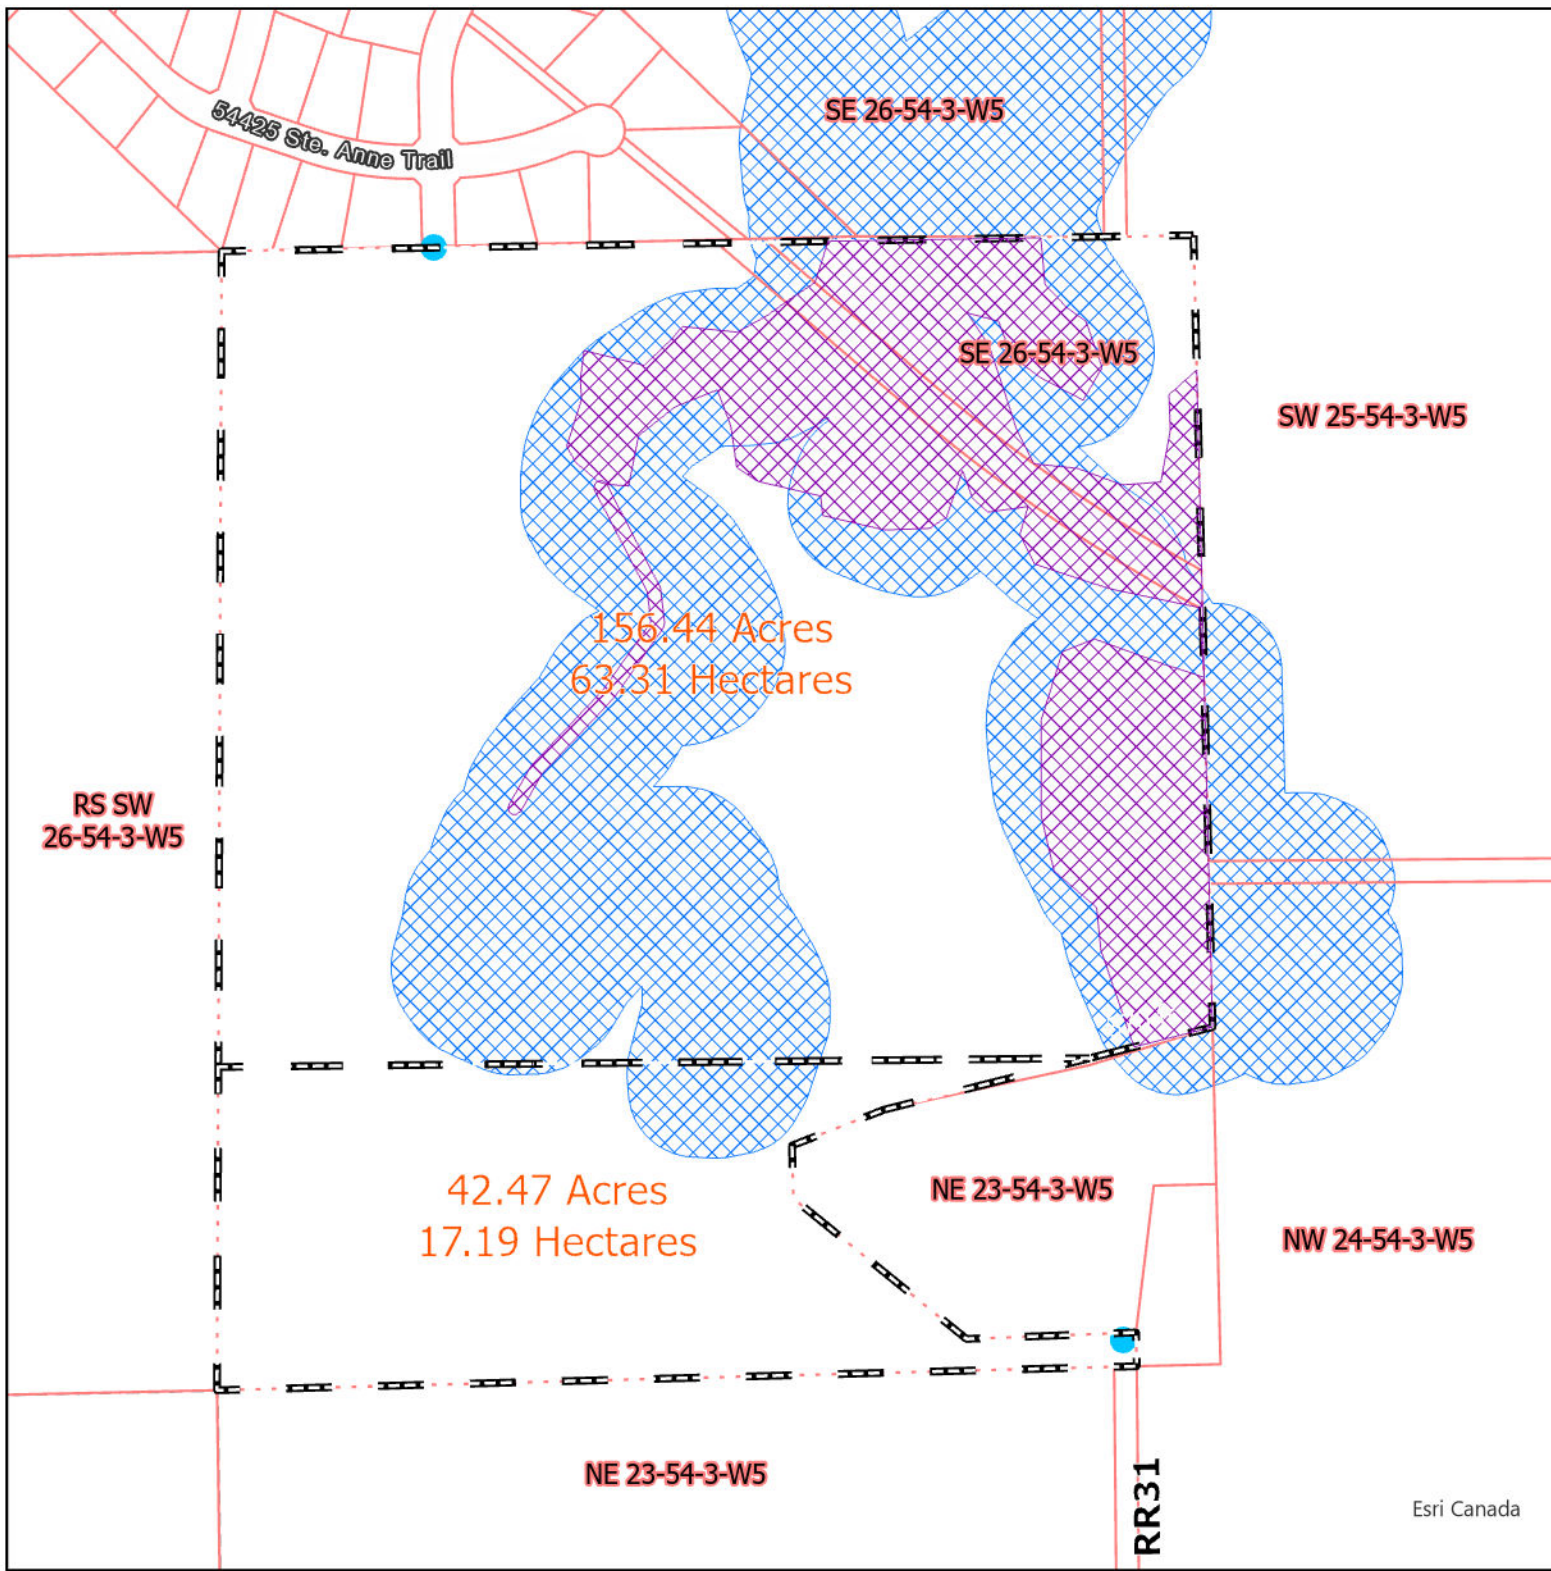 SE 26-54-3-W5
54425 Ste. Anne Trail
SE 26-54-3-W5
SW 25-54-3-W5
156.44 Acres
63.31 Hectares
RS SW
26-54-3-W5
42.47 Acres
17.19 Hectares
NE 23-54-3-W5
NW 24-54-3-W5
NE 23-54-3-W5
RR31
Esri Canada